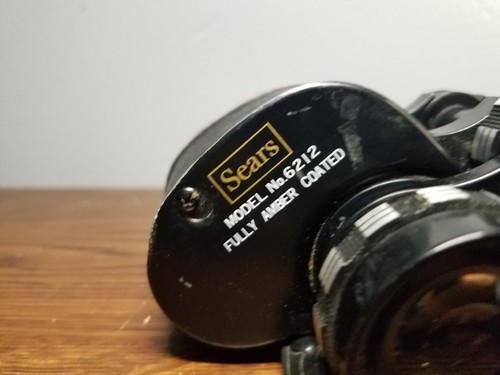 Sears
MODEL No.6212
FULLY AMBER COATED